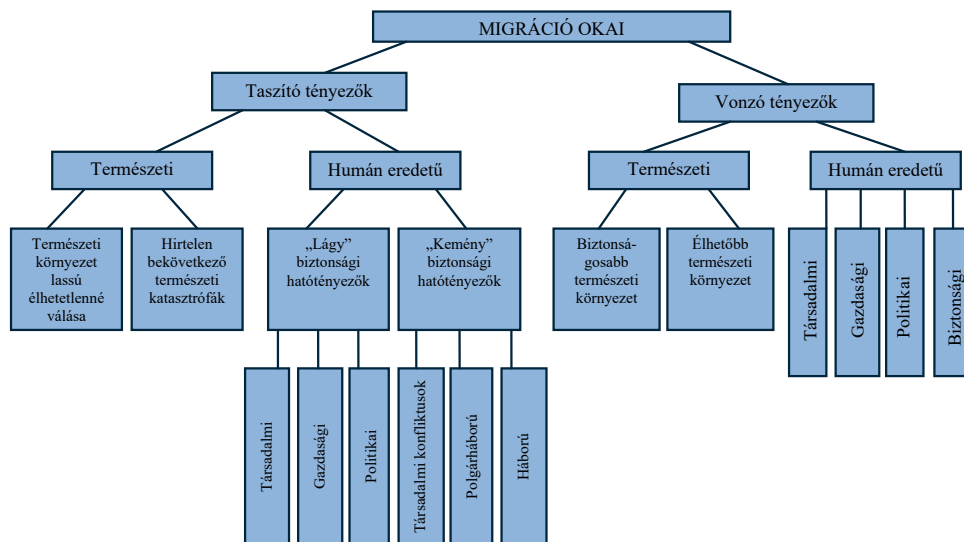 MIGRÁCIÓ OKAI
Taszító tényezők
Vonzó tényezők
Természeti
Humán eredetű
Természeti
Humán eredetű
Természeti
környezet
lassú
élhetetlenné
válása
Hirtelen
bekövetkező
természeti
katasztrófák
„Lágy”
biztonsági
hatótényezők
„Kemény”
biztonsági
hatótényezők
Biztonsá-
gosabb
természeti
környezet
Élhetőbb
természeti
környezet
Társadalmi
Gazdasági
Politikai
Biztonsági
Társadalmi
Gazdasági
Politikai
Társadalmi konfliktusok
Polgárháború
Háború